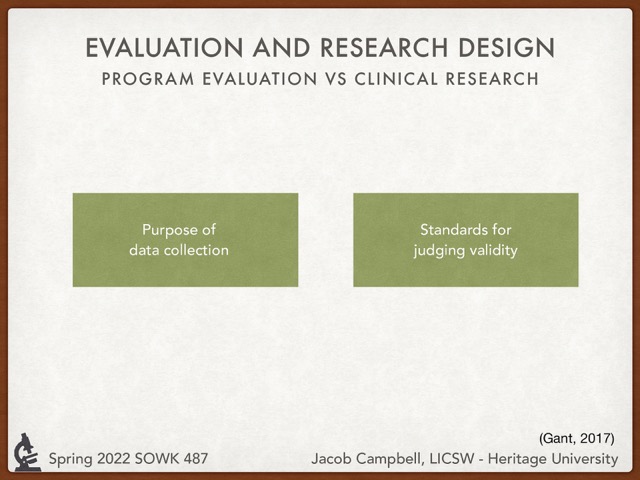 EVALUATION AND RESEARCH DESIGN
PROGRAM EVALUATION VS CLINICAL RESEARCH
Purpose of
data collection
Standards for
judging validity
(Gant, 2017)
Spring 2022 SOWK 487
Jacob Campbell, LICSW - Heritage University